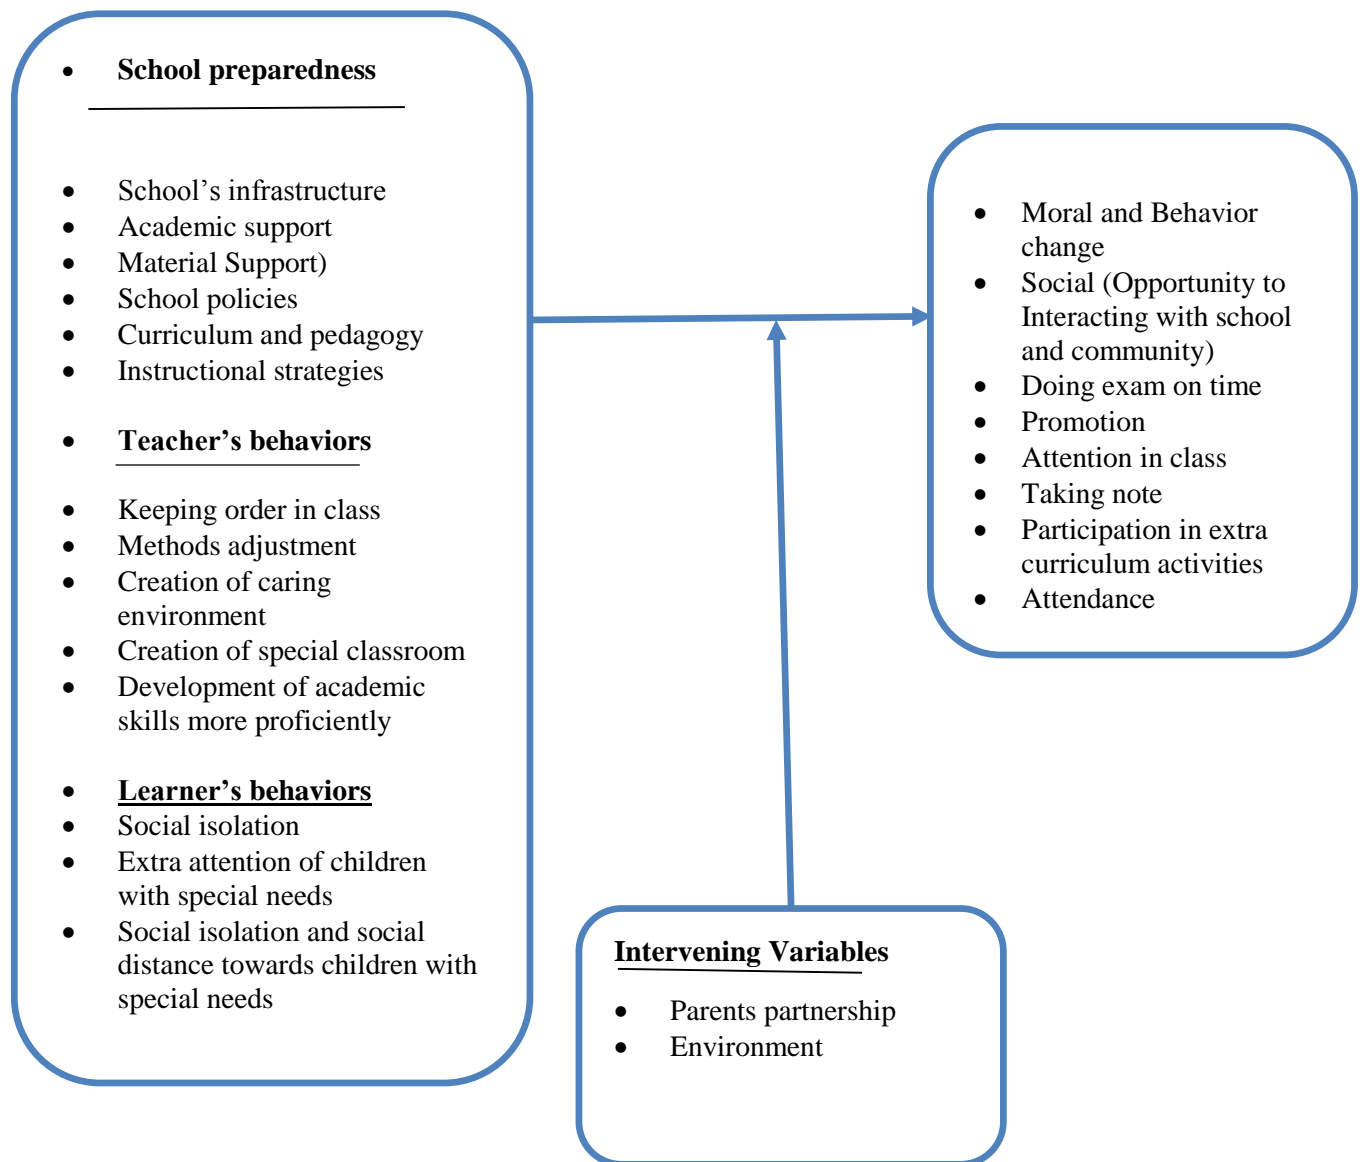 • School preparedness
• School’s infrastructure
• Academic support
• Material Support)
• School policies
• Curriculum and pedagogy
• Instructional strategies
• Teacher’s behaviors
• Keeping order in class
• Methods adjustment
• Creation of caring
environment
• Creation of special classroom
• Development of academic
skills more proficiently
• Learner’s behaviors
• Social isolation
• Extra attention of children
with special needs
• Social isolation and social
distance towards children with
special needs
• Moral and Behavior
change
• Social (Opportunity to
Interacting with school
and community)
• Doing exam on time
• Promotion
• Attention in class
• Taking note
• Participation in extra
curriculum activities
• Attendance
Intervening Variables
• Parents partnership
• Environment